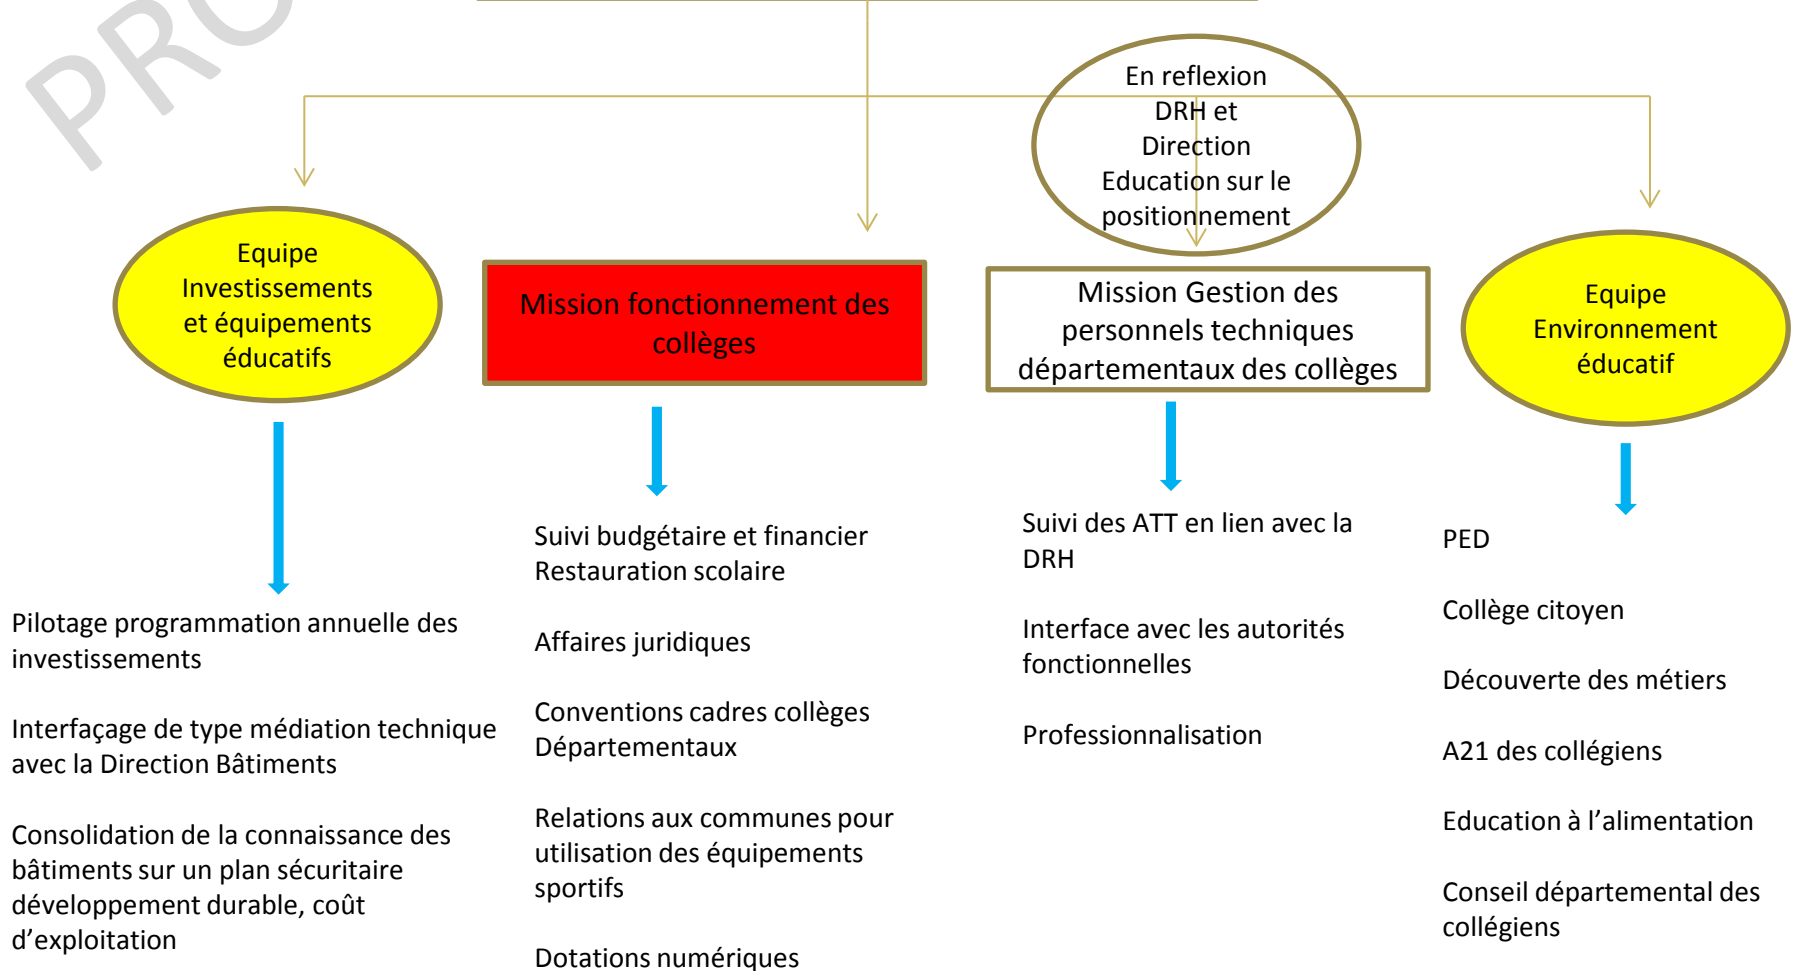 PRO
En reflexion
DRH et
Direction
Education sur le
positionnement
Equipe
Investissements
et équipements
éducatifs
Mission fonctionnement des
collèges
Mission Gestion des
personnels techniques
départementaux des collèges
Equipe
Environnement
éducatif
Pilotage programmation annuelle des
investissements
Interfaçage de type médiation technique
avec la Direction Bâtiments
Consolidation de la connaissance des
bâtiments sur un plan sécuritaire
développement durable, coût
d’exploitation
Suivi budgétaire et financier
Restauration scolaire
Affaires juridiques
Conventions cadres collèges
Départementaux
Relations aux communes pour
utilisation des équipements
sportifs
Dotations numériques
Suivi des ATT en lien avec la
DRH
Interface avec les autorités
fonctionnelles
Professionnalisation
PED
Collège citoyen
Découverte des métiers
A21 des collégiens
Education à l’alimentation
Conseil départemental des
collégiens